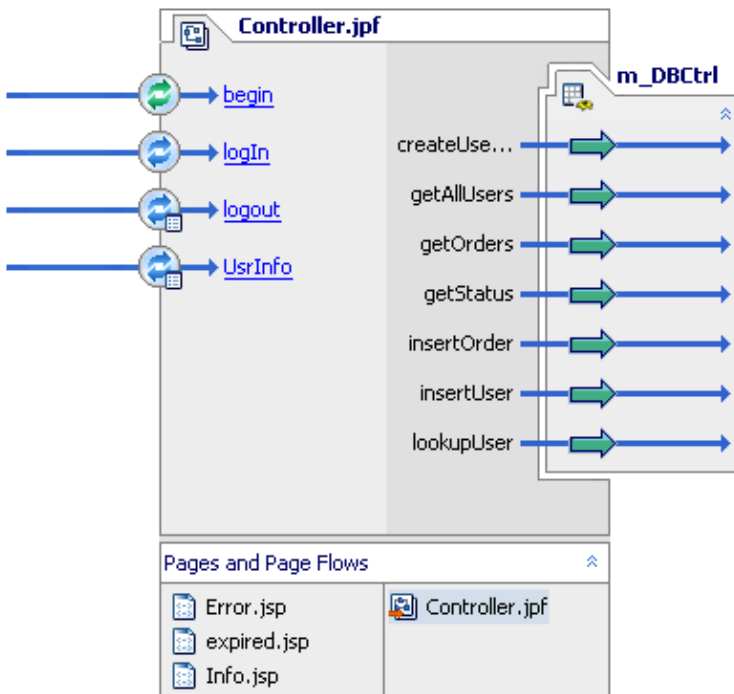 Controller.jpf
m_DBCtrl
begin
logIn
logout
UsrInfo
createUse...
getAllUsers
getOrders
getStatus
insertOrder
insertUser
lookupUser
Pages and Page Flows
Error.jsp
expired.jsp
Info.jsp
Controller.jpf